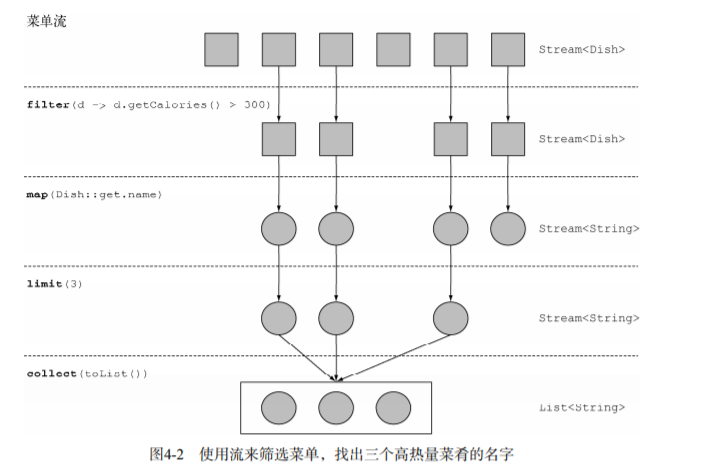 菜单流
Stream<Dish>
filter(d -> d.getCalories() > 300)
Stream<Dish>
map(Dish::get.name)
Stream<String>
limit(3)
Stream<String>
collect(toList())
List<String>
图4-2 使用流来筛选菜单，找出三个高热量菜肴的名字